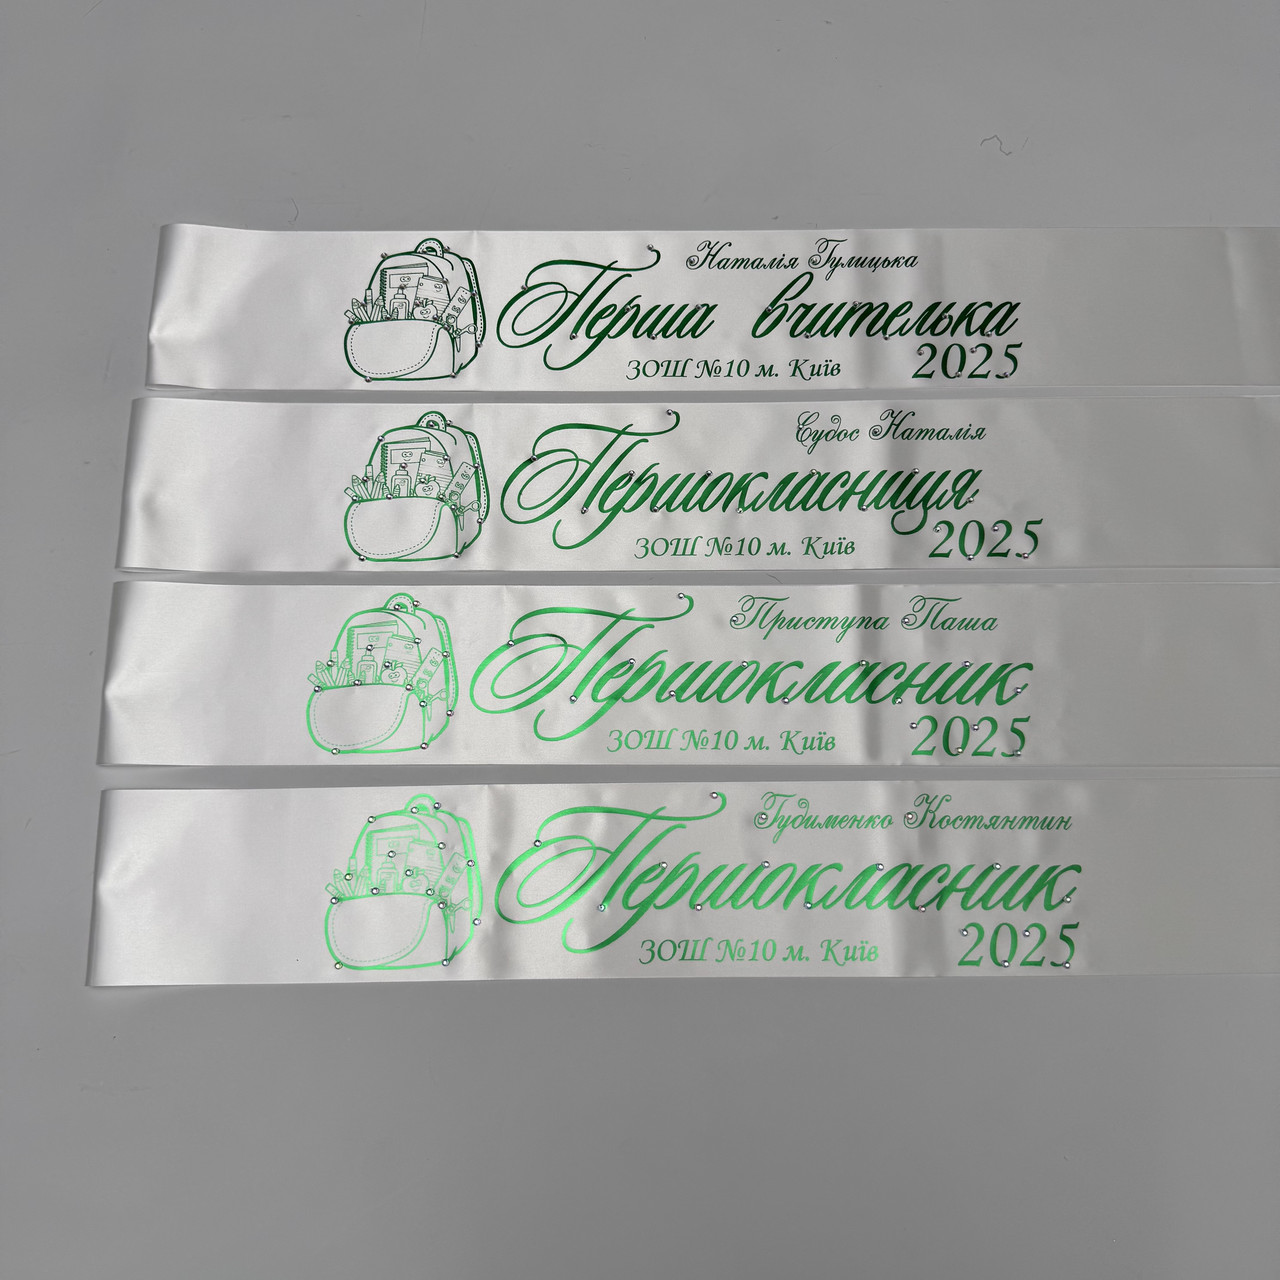 Наталія Гулицька
Перша вчителька
ЗОШ №10 м. Київ
2025
Судос Наталія
Першокласниця
ЗОШ №10 м. Київ
2025
Приступа Паша
Першокласник
ЗОШ №10 м. Київ
2025
Гудименко Костянтин
Першокласник
ЗОШ №10 м. Київ
2025